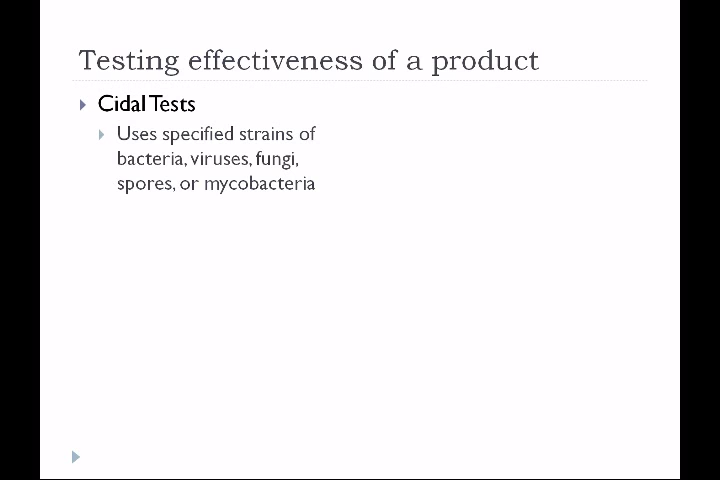 Testing effectiveness of a product
Cidal Tests
Uses specified strains of
bacteria, viruses, fungi,
spores, or mycobacteria